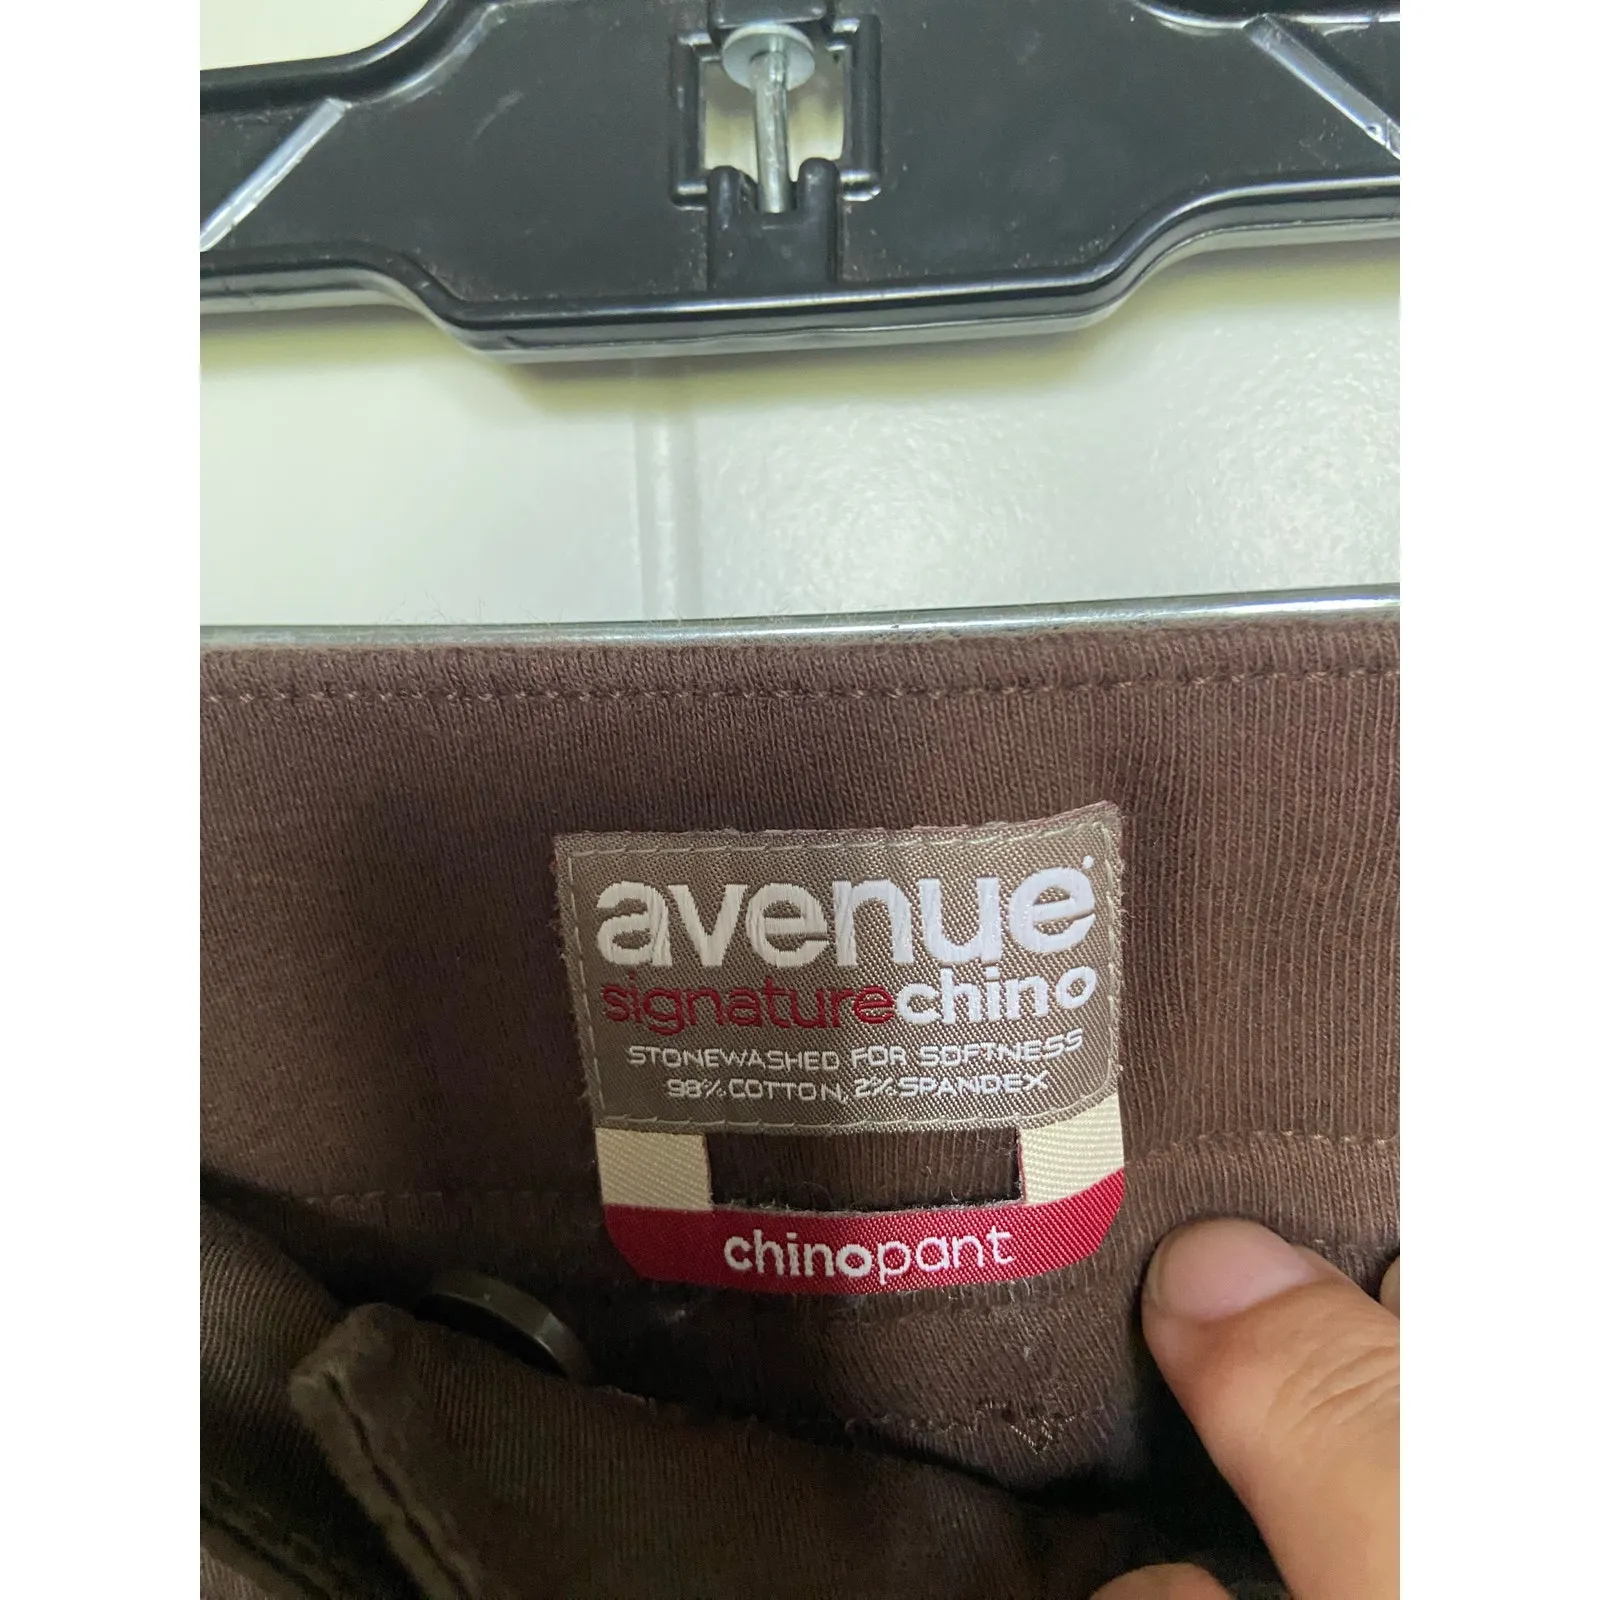 avenue
signaturechino
STONEWASHED FOR SOFTNESS
98% COTTON, 2% SPANDEX
chinopant